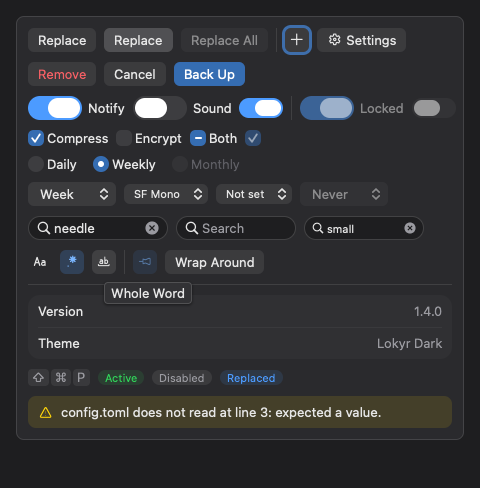 Replace Replace Replace All + Settings
Remove Cancel Back Up
Notify Sound Locked
Compress Encrypt Both
Daily Weekly Monthly
Week SF Mono Not set Never
needle Search small
Aa .* ab Wrap Around
Whole Word
Version 1.4.0
Theme Lokyr Dark
⇧ ⌘ P Active Disabled Replaced
config.toml does not read at line 3: expected a value.